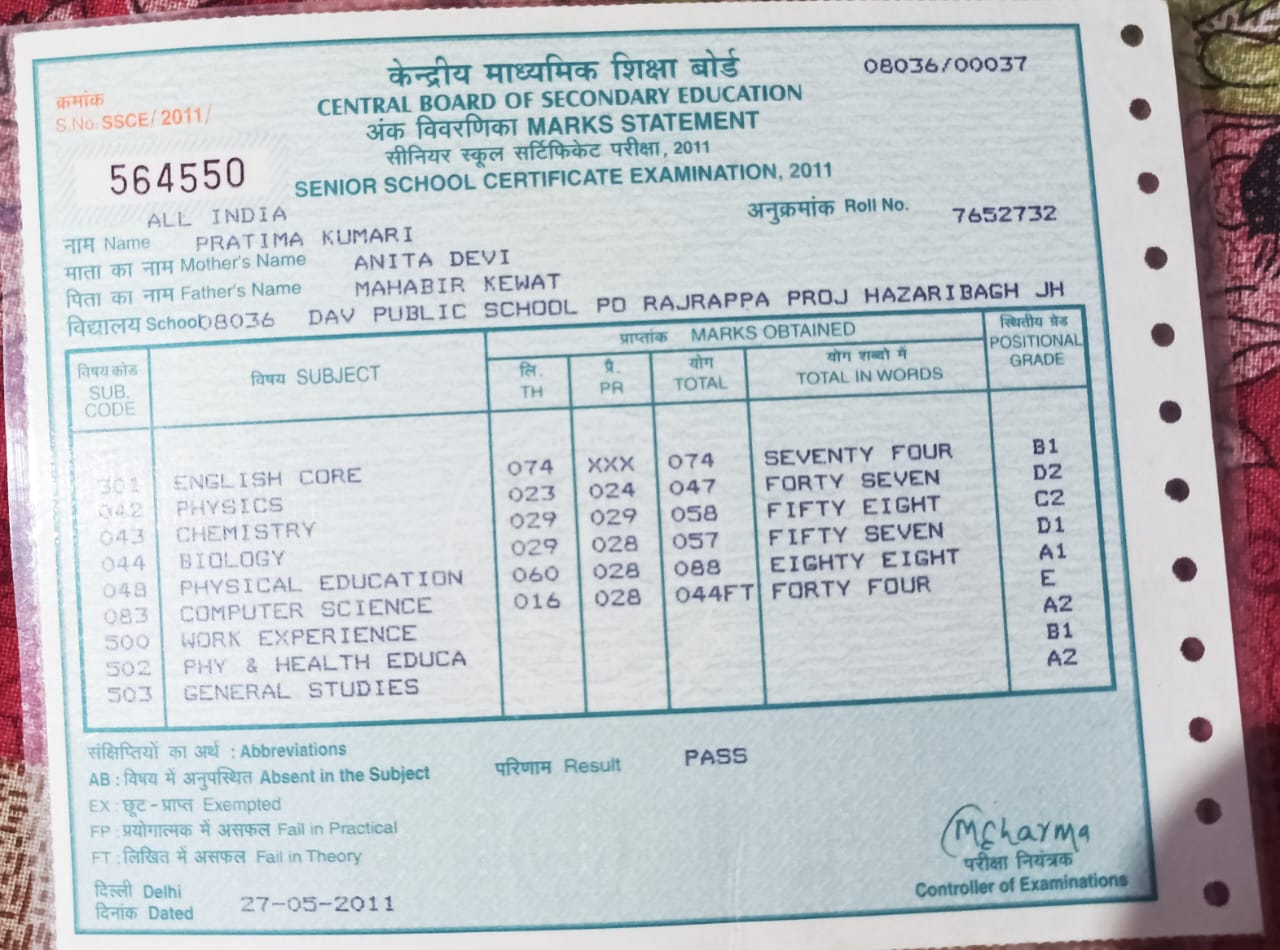 केन्द्रीय माध्यमिक शिक्षा बोर्ड 08036/00037
क्रमांक CENTRAL BOARD OF SECONDARY EDUCATION
S.No. SSCE/2011/ अंक विवरणिका MARKS STATEMENT
सीनियर स्कूल सर्टिफिकेट परीक्षा, 2011
564550 SENIOR SCHOOL CERTIFICATE EXAMINATION, 2011
ALL INDIA अनुक्रमांक Roll No. 7652732
नाम Name PRATIMA KUMARI
माता का नाम Mother's Name ANITA DEVI
पिता का नाम Father's Name MAHABIR KEWAT
विद्यालय School 08036 DAV PUBLIC SCHOOL PO RAJRAPPA PROJ HAZARIBAGH JH
विषय कोड SUB. CODE विषय SUBJECT प्राप्तांक MARKS OBTAINED स्थितीय ग्रेड POSITIONAL GRADE
लि. TH प्रै. PR योग TOTAL योग शब्दो में TOTAL IN WORDS
301 ENGLISH CORE 074 XXX 074 SEVENTY FOUR B1
042 PHYSICS 023 024 047 FORTY SEVEN D2
043 CHEMISTRY 029 029 058 FIFTY EIGHT C2
044 BIOLOGY 029 028 057 FIFTY SEVEN D1
048 PHYSICAL EDUCATION 060 028 088 EIGHTY EIGHT A1
083 COMPUTER SCIENCE 016 028 044FT FORTY FOUR E
500 WORK EXPERIENCE A2
502 PHY & HEALTH EDUCA B1
503 GENERAL STUDIES A2
संक्षिप्तियों का अर्थ : Abbreviations
AB : विषय में अनुपस्थित Absent in the Subject परिणाम Result PASS
EX : छूट - प्राप्त Exempted
FP : प्रयोगात्मक में असफल Fail in Practical
FT : लिखित में असफल Fail in Theory
MCharma
परीक्षा नियंत्रक
दिल्ली Delhi Controller of Examinations
दिनांक Dated 27-05-2011